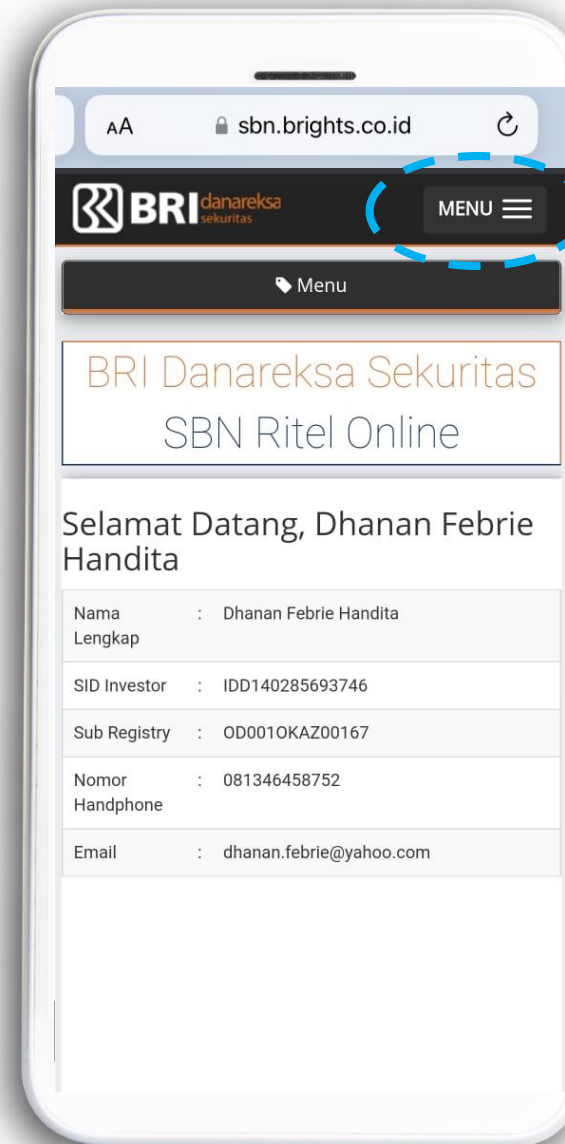 AA sbn.brights.co.id
BRI danareksa sekuritas MENU
Menu
BRI Danareksa Sekuritas
SBN Ritel Online
Selamat Datang, Dhanan Febrie
Handita
Nama Lengkap : Dhanan Febrie Handita
SID Investor : IDD140285693746
Sub Registry : OD001OKAZ00167
Nomor Handphone : 081346458752
Email : dhanan.febrie@yahoo.com